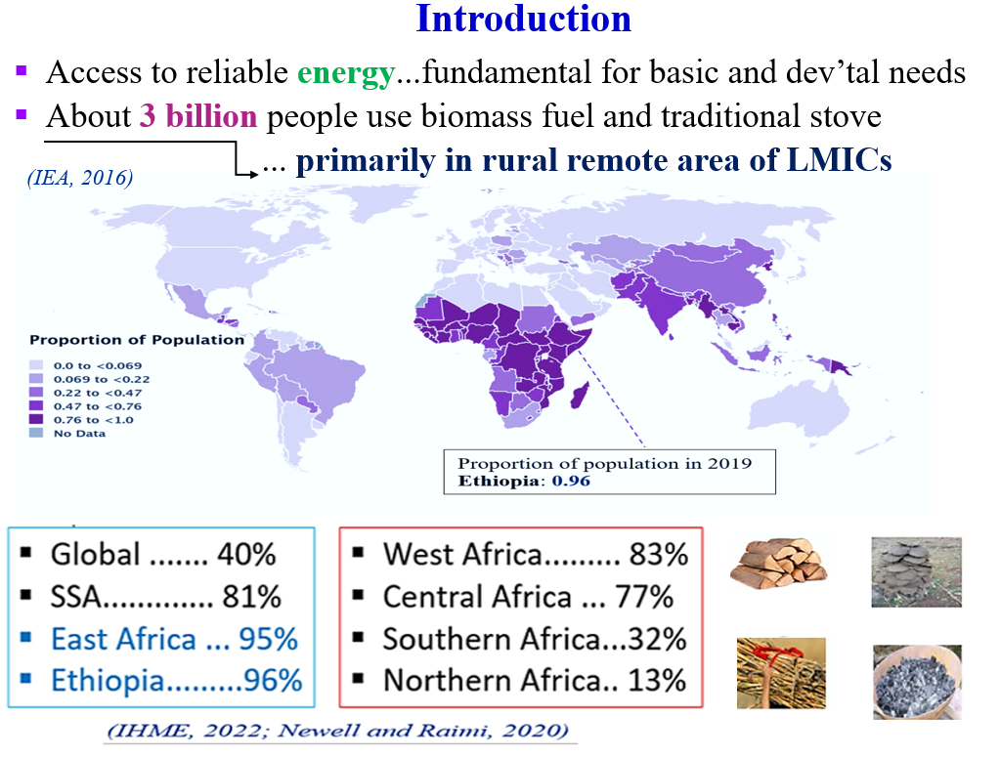 Introduction
▪ Access to reliable energy...fundamental for basic and dev’tal needs
▪ About 3 billion people use biomass fuel and traditional stove
... primarily in rural remote area of LMICs
(IEA, 2016)
Proportion of Population
0.0 to <0.069
0.069 to <0.22
0.22 to <0.47
0.47 to <0.76
0.76 to <1.0
No Data
Proportion of population in 2019
Ethiopia: 0.96
▪ Global ....... 40%
▪ SSA............. 81%
▪ East Africa ... 95%
▪ Ethiopia.........96%
▪ West Africa......... 83%
▪ Central Africa ... 77%
▪ Southern Africa...32%
▪ Northern Africa.. 13%
(IHME, 2022; Newell and Raimi, 2020)